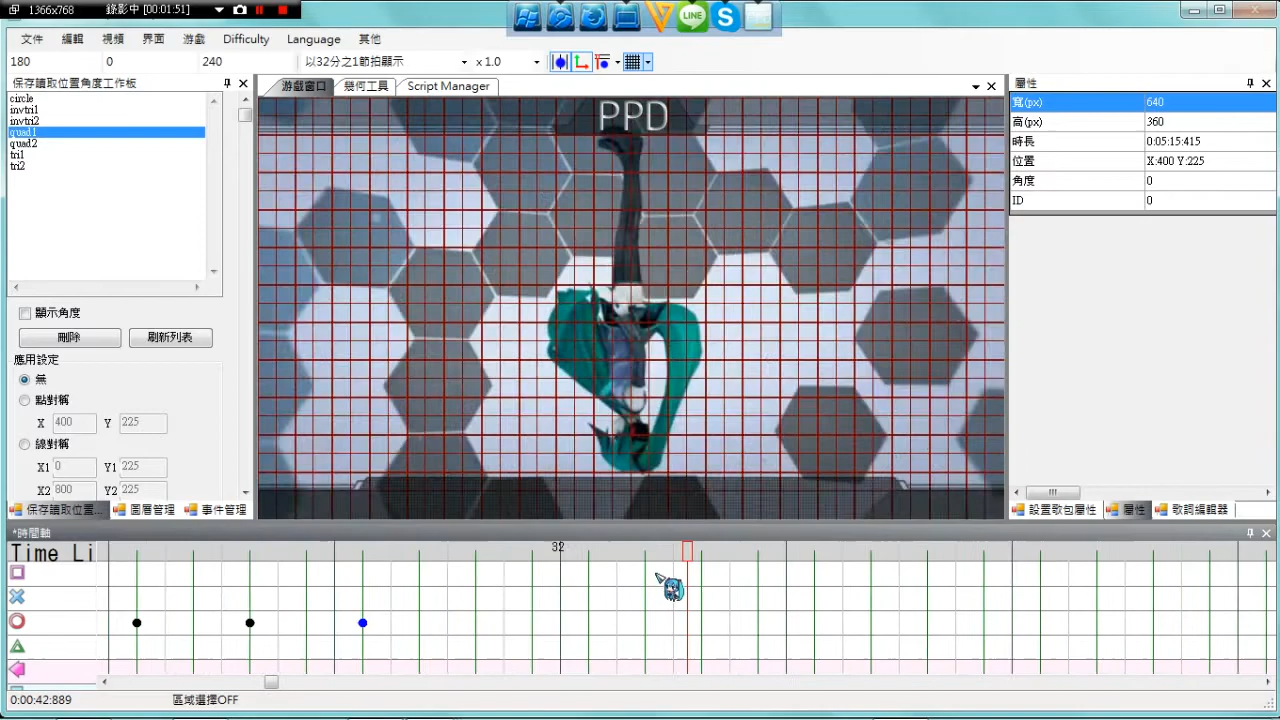 1366x768 錄影中 [00:01:51]
LINE
文件 編輯 視頻 界面 游戲 Difficulty Language 其他
180 0 240 以32分之1節拍顯示 x 1.0
保存讀取位置角度工作板
circle
invtri1
invtri2
quad1
quad2
tri1
tri2
顯示角度
刪除 刷新列表
應用設定
無
點對稱
X 400 Y 225
線對稱
X1 0 Y1 225
X2 800 Y2 225
保存讀取位置... 圖層管理 事件管理
游戲窗口 幾何工具 Script Manager
PPD
屬性
寬(px) 640
高(px) 360
時長 0:05:15:415
位置 X:400 Y:225
角度 0
ID 0
設置歌包屬性 屬性 歌詞編輯器
*時間軸
Time Li
32
0:00:42:889 區域選擇OFF